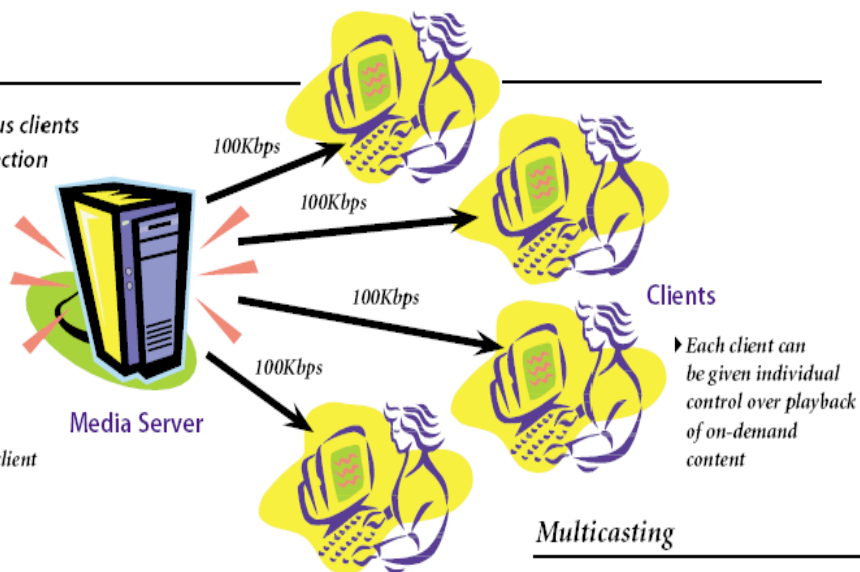 us clients
ction
100Kbps
100Kbps
100Kbps
100Kbps
Media Server
Clients
Each client can
be given individual
control over playback
of on-demand
content
client
Multicasting